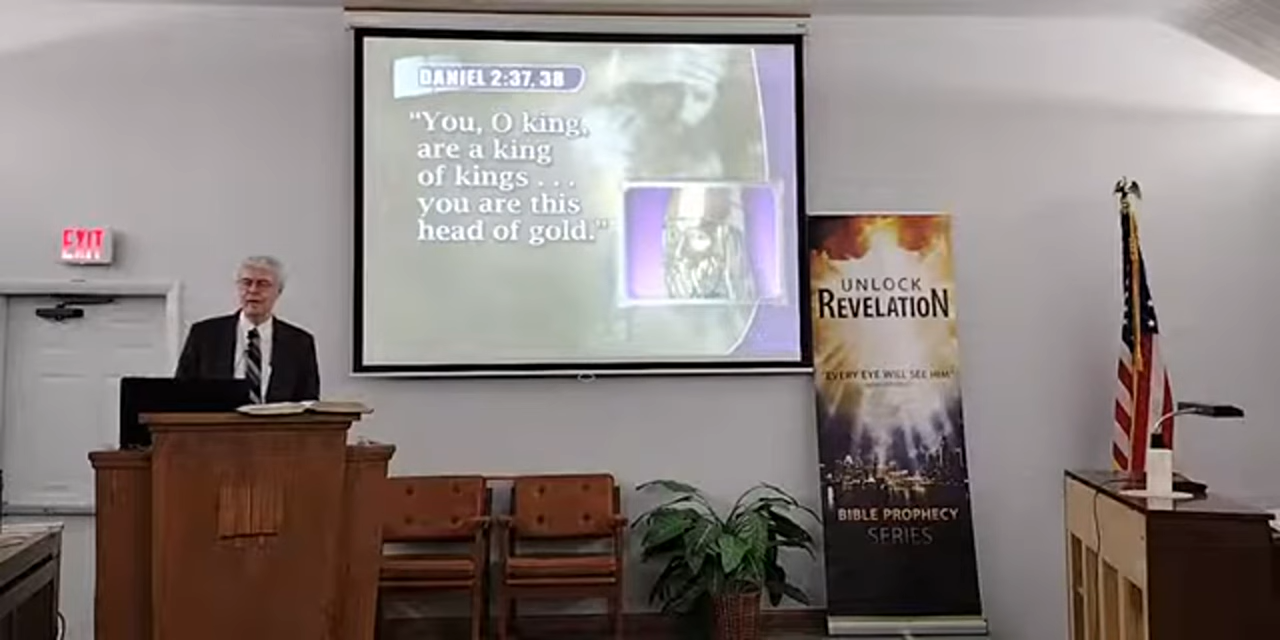 EXIT
DANIEL 2:37, 38
"You, O king,
are a king
of kings . . .
you are this
head of gold."
UNLOCK
REVELATION
"EVERY EYE WILL SEE HIM"
BIBLE PROPHECY
SERIES